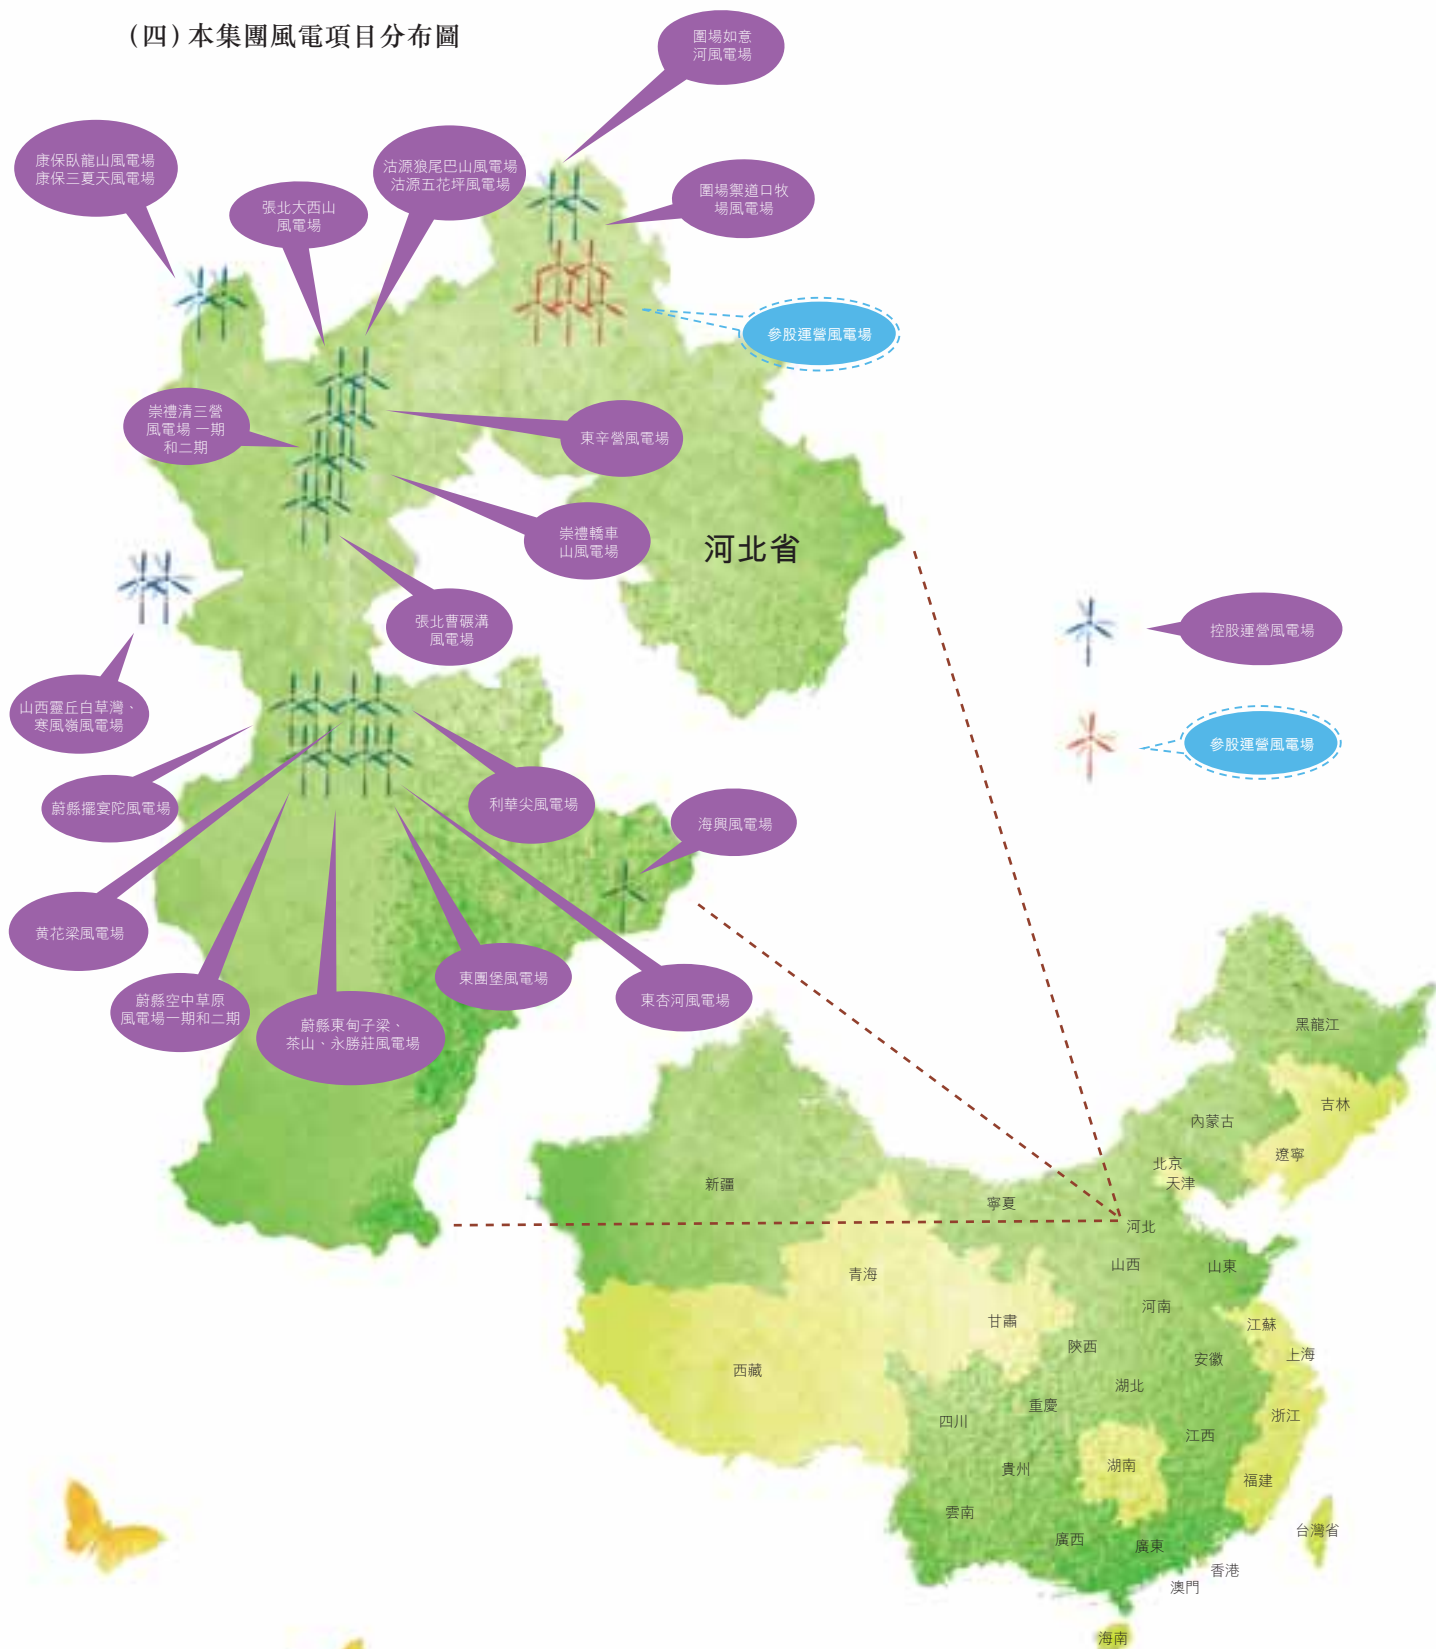 (四)本集團風電項目分布圖
圍場如意
河風電場
康保臥龍山風電場
康保三夏天風電場
沽源狼尾巴山風電場
沽源五花坪風電場
張北大西山
風電場
圍場禦道口牧
場風電場
參股運營風電場
崇禮清三營
風電場 一期
和二期
東辛營風電場
崇禮轎車
山風電場
河北省
張北曹碾溝
風電場
控股運營風電場
參股運營風電場
山西靈丘白草灣、
寒風嶺風電場
蔚縣擺宴陀風電場
利華尖風電場
海興風電場
黃花梁風電場
東團堡風電場
東杏河風電場
蔚縣空中草原
風電場一期和二期
蔚縣東甸子梁、
茶山、永勝莊風電場
黑龍江
吉林
內蒙古
遼寧
北京
天津
新疆
寧夏
河北
山西
山東
青海
河南
甘肅
江蘇
陝西
上海
安徽
西藏
湖北
重慶
浙江
四川
江西
湖南
貴州
福建
雲南
台灣省
廣西
廣東
香港
澳門
海南